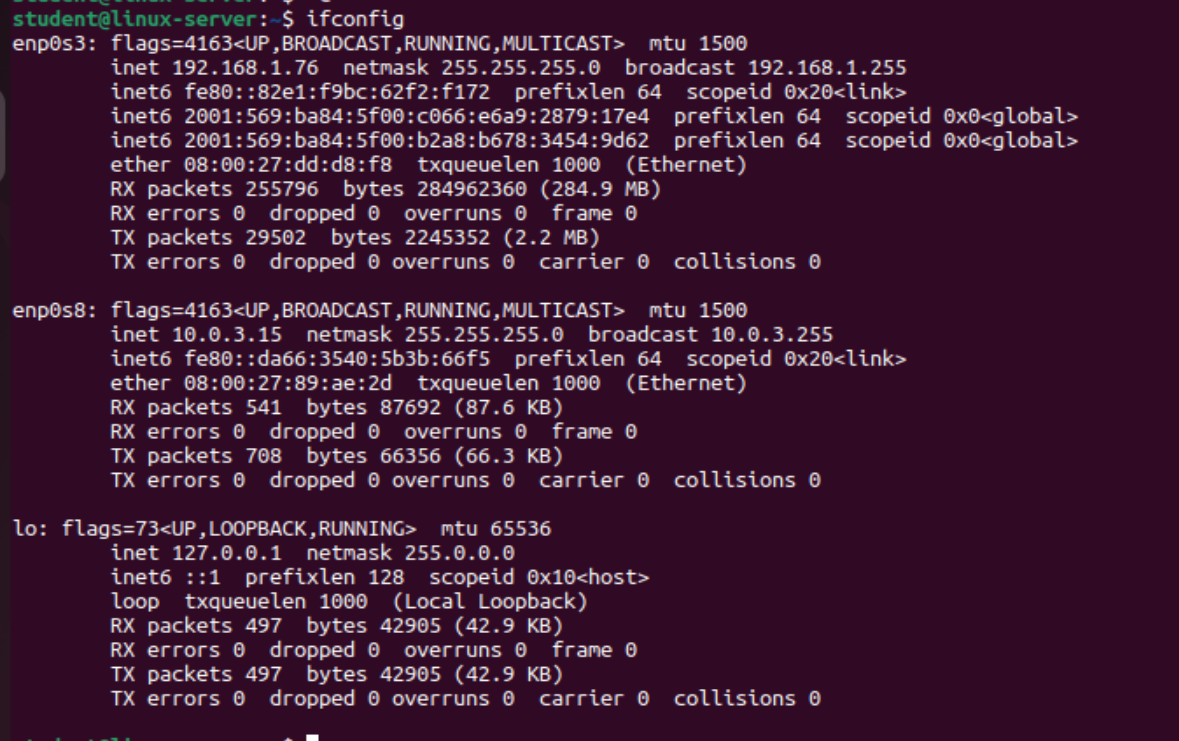 student@linux-server:~$ ifconfig
enp0s3: flags=4163<UP,BROADCAST,RUNNING,MULTICAST>  mtu 1500
        inet 192.168.1.76  netmask 255.255.255.0  broadcast 192.168.1.255
        inet6 fe80::82e1:f9bc:62f2:f172  prefixlen 64  scopeid 0x20<link>
        inet6 2001:569:ba84:5f00:c066:e6a9:2879:17e4  prefixlen 64  scopeid 0x0<global>
        inet6 2001:569:ba84:5f00:b2a8:b678:3454:9d62  prefixlen 64  scopeid 0x0<global>
        ether 08:00:27:dd:d8:f8  txqueuelen 1000  (Ethernet)
        RX packets 255796  bytes 284962360 (284.9 MB)
        RX errors 0  dropped 0  overruns 0  frame 0
        TX packets 29502  bytes 2245352 (2.2 MB)
        TX errors 0  dropped 0 overruns 0  carrier 0  collisions 0
enp0s8: flags=4163<UP,BROADCAST,RUNNING,MULTICAST>  mtu 1500
        inet 10.0.3.15  netmask 255.255.255.0  broadcast 10.0.3.255
        inet6 fe80::da66:3540:5b3b:66f5  prefixlen 64  scopeid 0x20<link>
        ether 08:00:27:89:ae:2d  txqueuelen 1000  (Ethernet)
        RX packets 541  bytes 87692 (87.6 KB)
        RX errors 0  dropped 0  overruns 0  frame 0
        TX packets 708  bytes 66356 (66.3 KB)
        TX errors 0  dropped 0 overruns 0  carrier 0  collisions 0
lo: flags=73<UP,LOOPBACK,RUNNING>  mtu 65536
        inet 127.0.0.1  netmask 255.0.0.0
        inet6 ::1  prefixlen 128  scopeid 0x10<host>
        loop  txqueuelen 1000  (Local Loopback)
        RX packets 497  bytes 42905 (42.9 KB)
        RX errors 0  dropped 0  overruns 0  frame 0
        TX packets 497  bytes 42905 (42.9 KB)
        TX errors 0  dropped 0 overruns 0  carrier 0  collisions 0